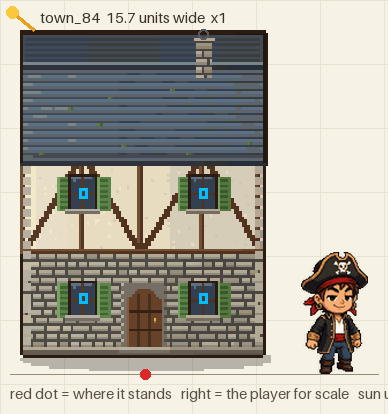 town_84 15.7 units wide x1
red dot = where it stands right = the player for scale sun